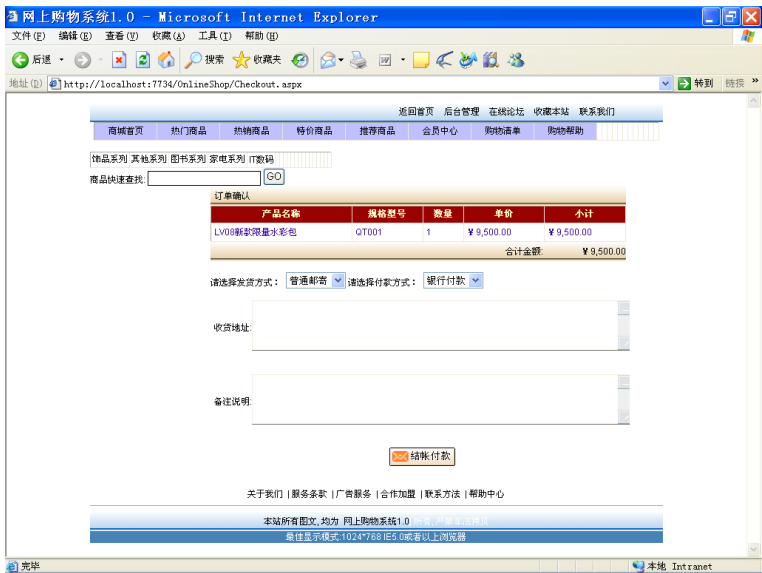 网上购物系统1.0 - Microsoft Internet Explorer
文件(F) 编辑(E) 查看(V) 收藏(A) 工具(T) 帮助(H)
后退 搜索 收藏夹
地址(D) http://localhost:7734/OnlineShop/Checkout.aspx 转到 链接 »
返回首页 后台管理 在线论坛 收藏本站 联系我们
商城首页 热门商品 热销商品 特价商品 推荐商品 会员中心 购物清单 购物帮助
饰品系列 其他系列 图书系列 家电系列 IT数码
商品快速查找: GO
订单确认
产品名称 规格型号 数量 单价 小计
LV08新款限量水彩包 QT001 1 ¥ 9,500.00 ¥ 9,500.00
合计金额: ¥ 9,500.00
请选择发货方式： 普通邮寄 请选择付款方式： 银行付款
收货地址:
备注说明:
结帐付款
关于我们 | 服务条款 | 广告服务 | 合作加盟 | 联系方法 | 帮助中心
本站所有图文,均为 网上购物系统1.0
最佳显示模式:1024*768 IE5.0或者以上浏览器
完毕 本地 Intranet